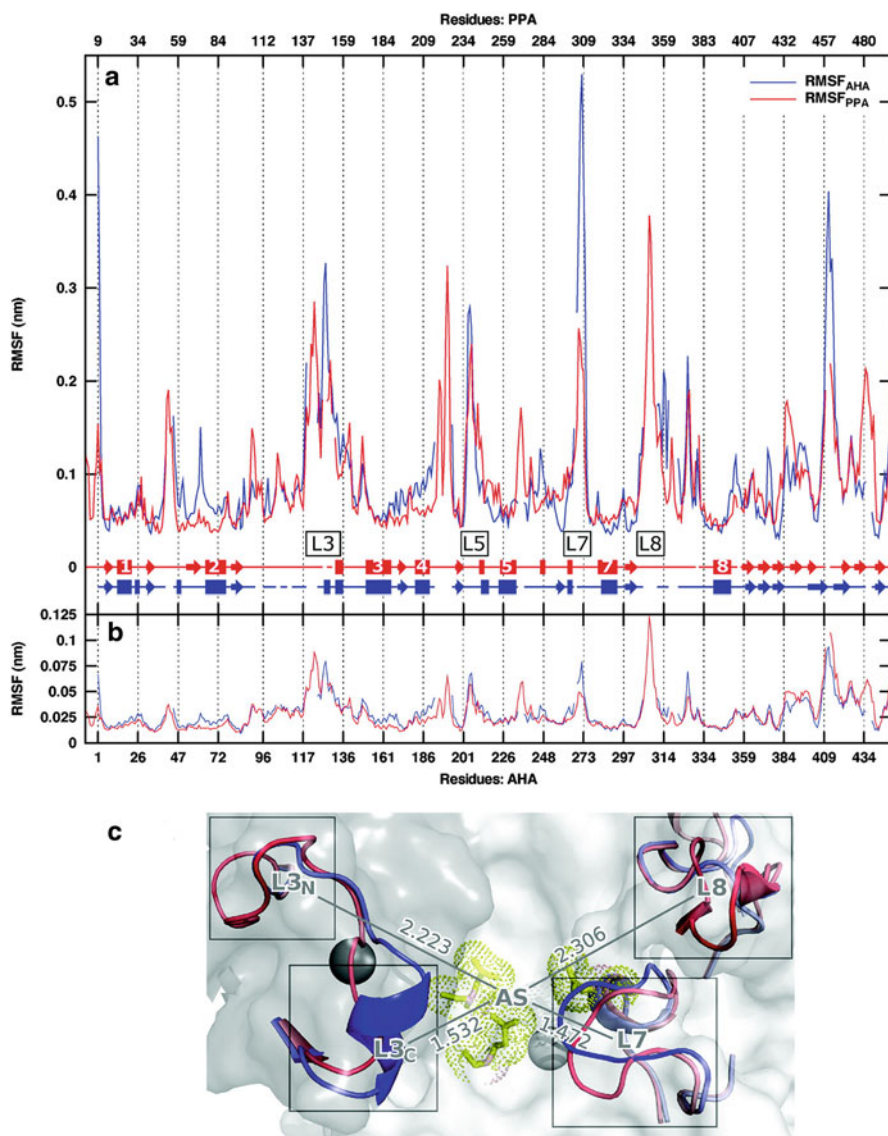 Residues: PPA
9 34 59 84 112 137 159 184 209 234 259 284 309 334 359 383 407 432 457 480
a
RMSF_AHA
RMSF_PPA
0.5
0.4
0.3
0.2
0.1
0
RMSF (nm)
L3 L5 L7 L8
1 2 3 4 5 7 8
b
0.125
0.1
0.075
0.05
0.025
0
RMSF (nm)
1 26 47 72 96 117 136 161 186 201 226 248 273 297 316 334 359 384 409 434
Residues: AHA
c
L3_N
L8
2.223
2.306
AS
1.532
1.472
L3_C
L7